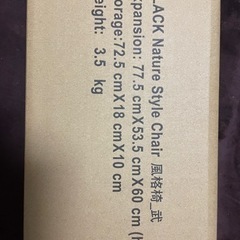 LACK Nature Style Chair 風格椅_武
xpansion: 77.5 cmX53.5 cmX60 cm (h
orage:72.5 cmX18 cmX10 cm
eight: 3.5 kg